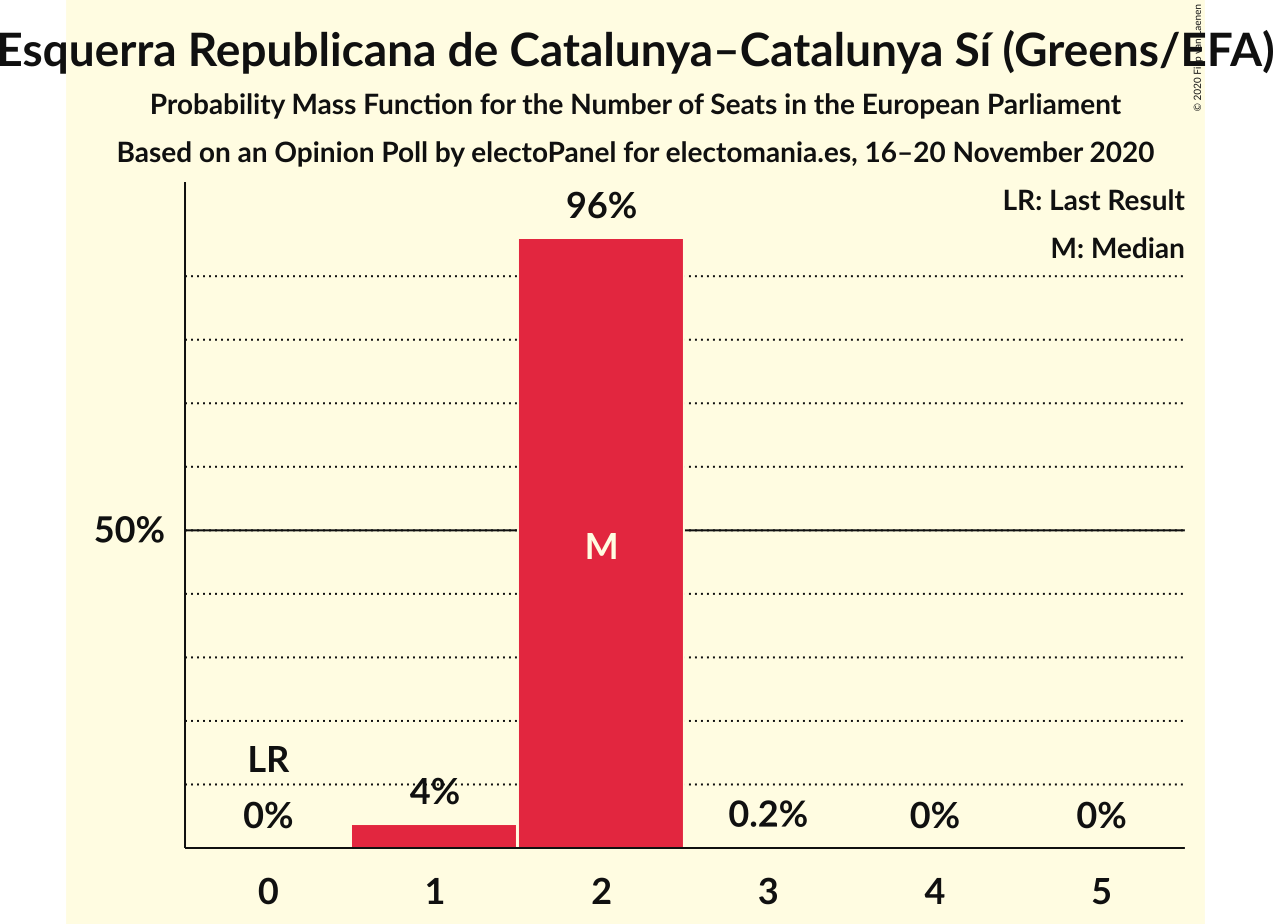 Esquerra Republicana de Catalunya–Catalunya Sí (Greens/EFA)
Probability Mass Function for the Number of Seats in the European Parliament
Based on an Opinion Poll by electoPanel for electomania.es, 16–20 November 2020
© 2020
LR: Last Result
M: Median
96%
50%
M
LR
0%
4%
0.2%
0%
0%
0
1
2
3
4
5